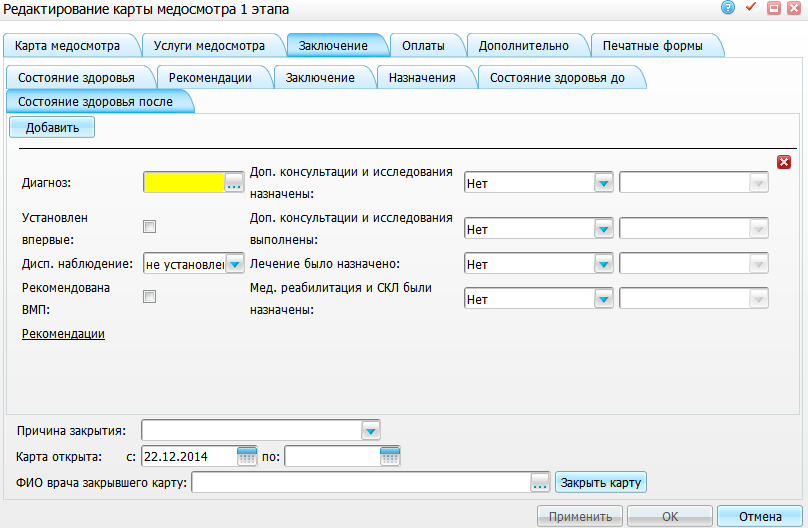 Редактирование карты медосмотра 1 этапа
Карта медосмотра Услуги медосмотра Заключение Оплаты Дополнительно Печатные формы
Состояние здоровья Рекомендации Заключение Назначения Состояние здоровья до
Состояние здоровья после
Добавить
Диагноз: ... Доп. консультации и исследования назначены: Нет
Установлен впервые: Доп. консультации и исследования выполнены: Нет
Дисп. наблюдение: не установлен Лечение было назначено: Нет
Рекомендована ВМП: Мед. реабилитация и СКЛ были назначены: Нет
Рекомендации
Причина закрытия:
Карта открыта: с: 22.12.2014 по:
ФИО врача закрывшего карту: ... Закрыть карту
Применить OK Отмена